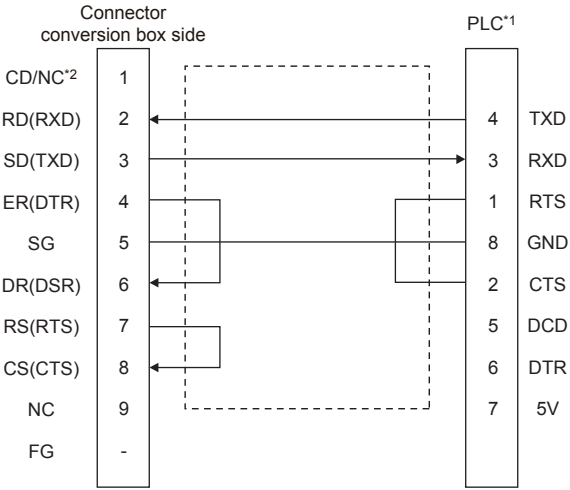 Connector
conversion box side
PLC*1
CD/NC*2 1
RD(RXD) 2 4 TXD
SD(TXD) 3 3 RXD
ER(DTR) 4 1 RTS
SG 5 8 GND
DR(DSR) 6 2 CTS
RS(RTS) 7 5 DCD
CS(CTS) 8 6 DTR
NC 9 7 5V
FG -